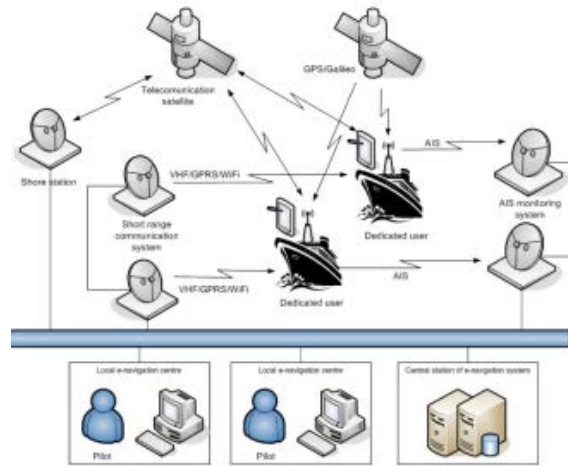 GPS/Galileo
Telecomunication
satellite
AIS
Shore station
VHF/GPRS/WiFi
Short range
communication
system
Dedicated user
AIS monitoring
system
VHF/GPRS/WiFi
Dedicated user
AIS
Local e-navigation centre
Local e-navigation centre
Central station of e-navigation system
Pilot
Pilot